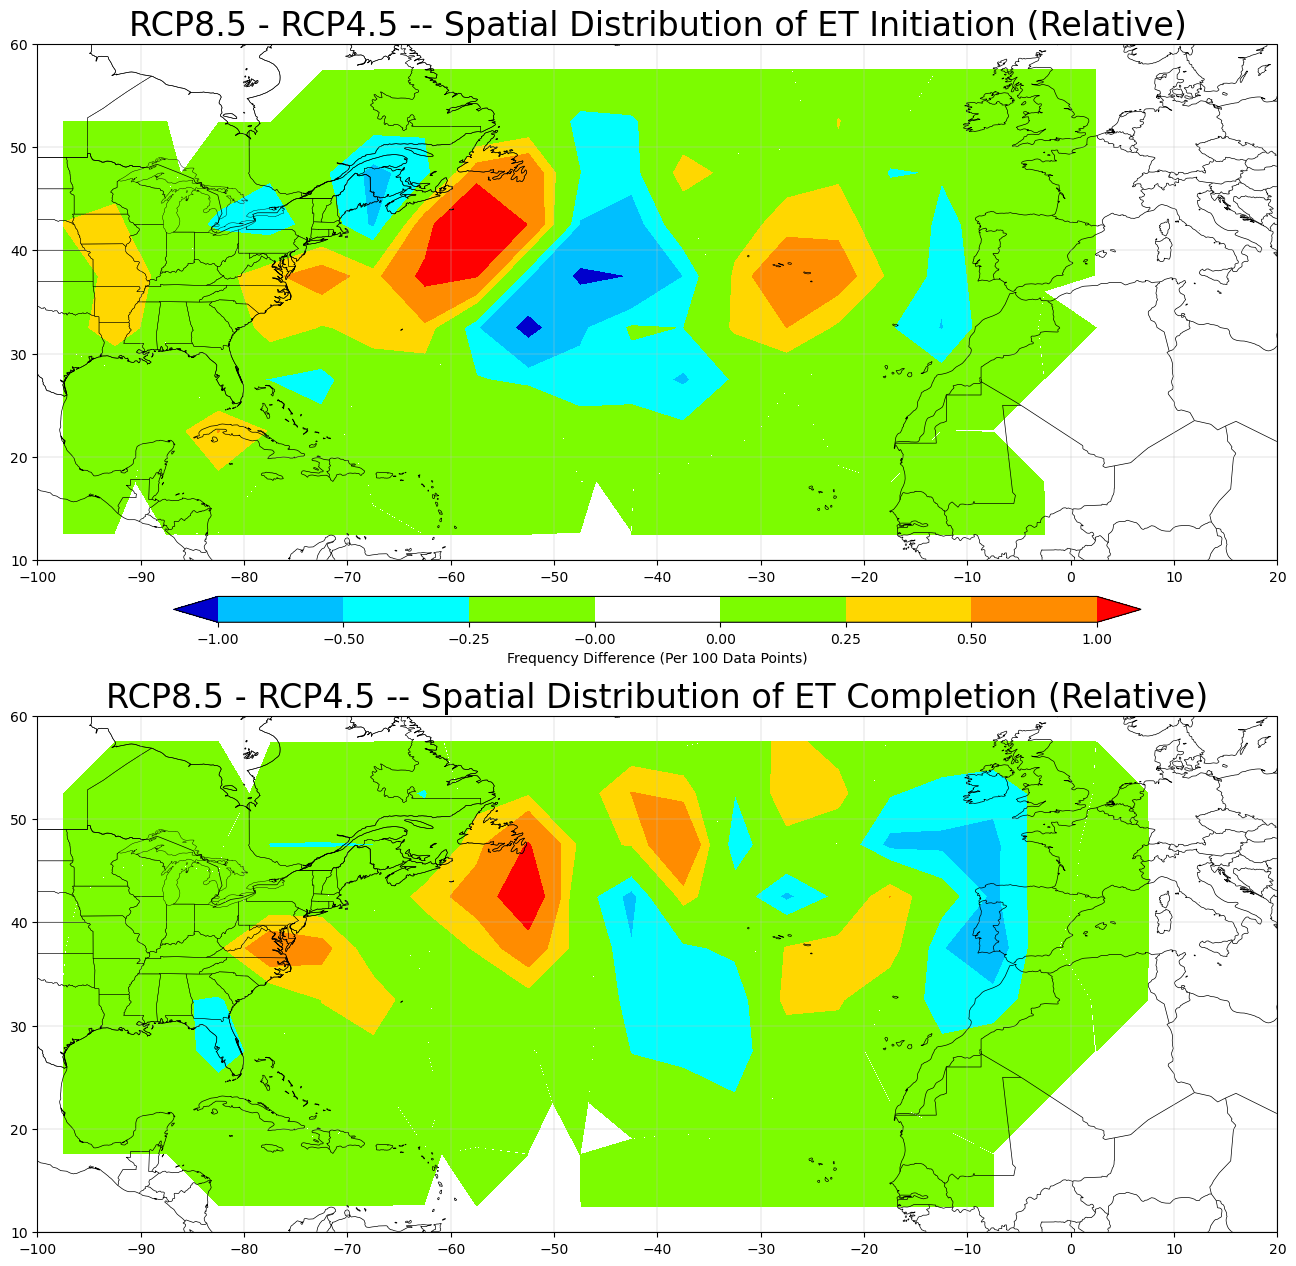 RCP8.5 - RCP4.5 -- Spatial Distribution of ET Initiation (Relative)
60
50
40
30
20
10
−100 −90 −80 −70 −60 −50 −40 −30 −20 −10 0 10 20
−1.00 −0.50 −0.25 −0.00 0.00 0.25 0.50 1.00
Frequency Difference (Per 100 Data Points)
RCP8.5 - RCP4.5 -- Spatial Distribution of ET Completion (Relative)
60
50
40
30
20
10
−100 −90 −80 −70 −60 −50 −40 −30 −20 −10 0 10 20